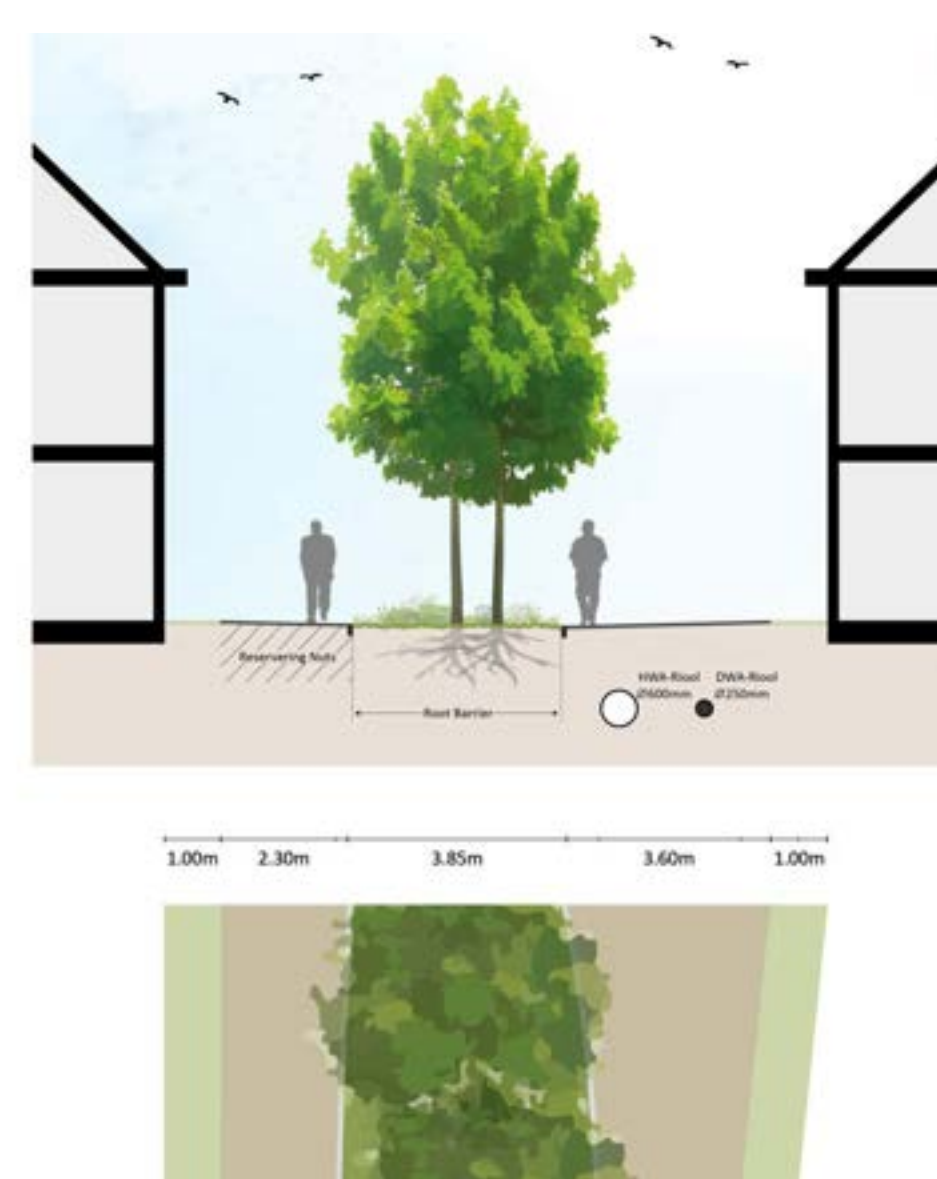 Reservering Nuts
HWA-Riool DWA-Riool
Ø600mm Ø250mm
Root Barrier
1.00m 2.30m 3.85m 3.60m 1.00m